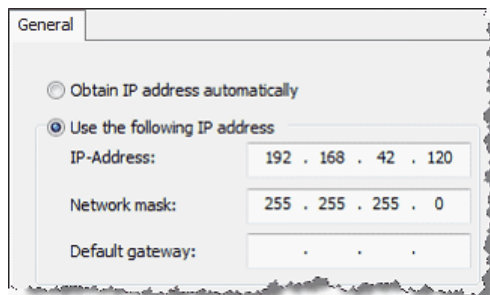 General
Obtain IP address automatically
Use the following IP address
IP-Address: 192 . 168 . 42 . 120
Network mask: 255 . 255 . 255 . 0
Default gateway: . . .